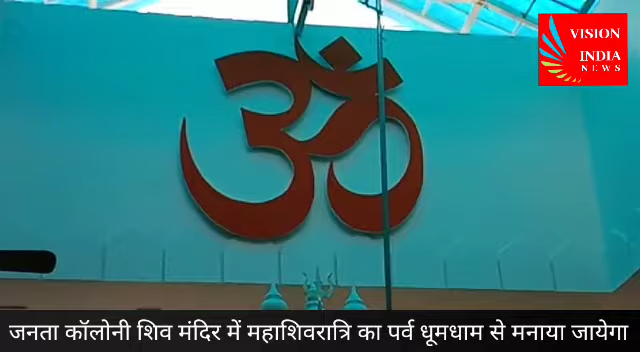 ॐ
VISION
INDIA
NEWS
जनता कॉलोनी शिव मंदिर में महाशिवरात्रि का पर्व धूमधाम से मनाया जायेगा